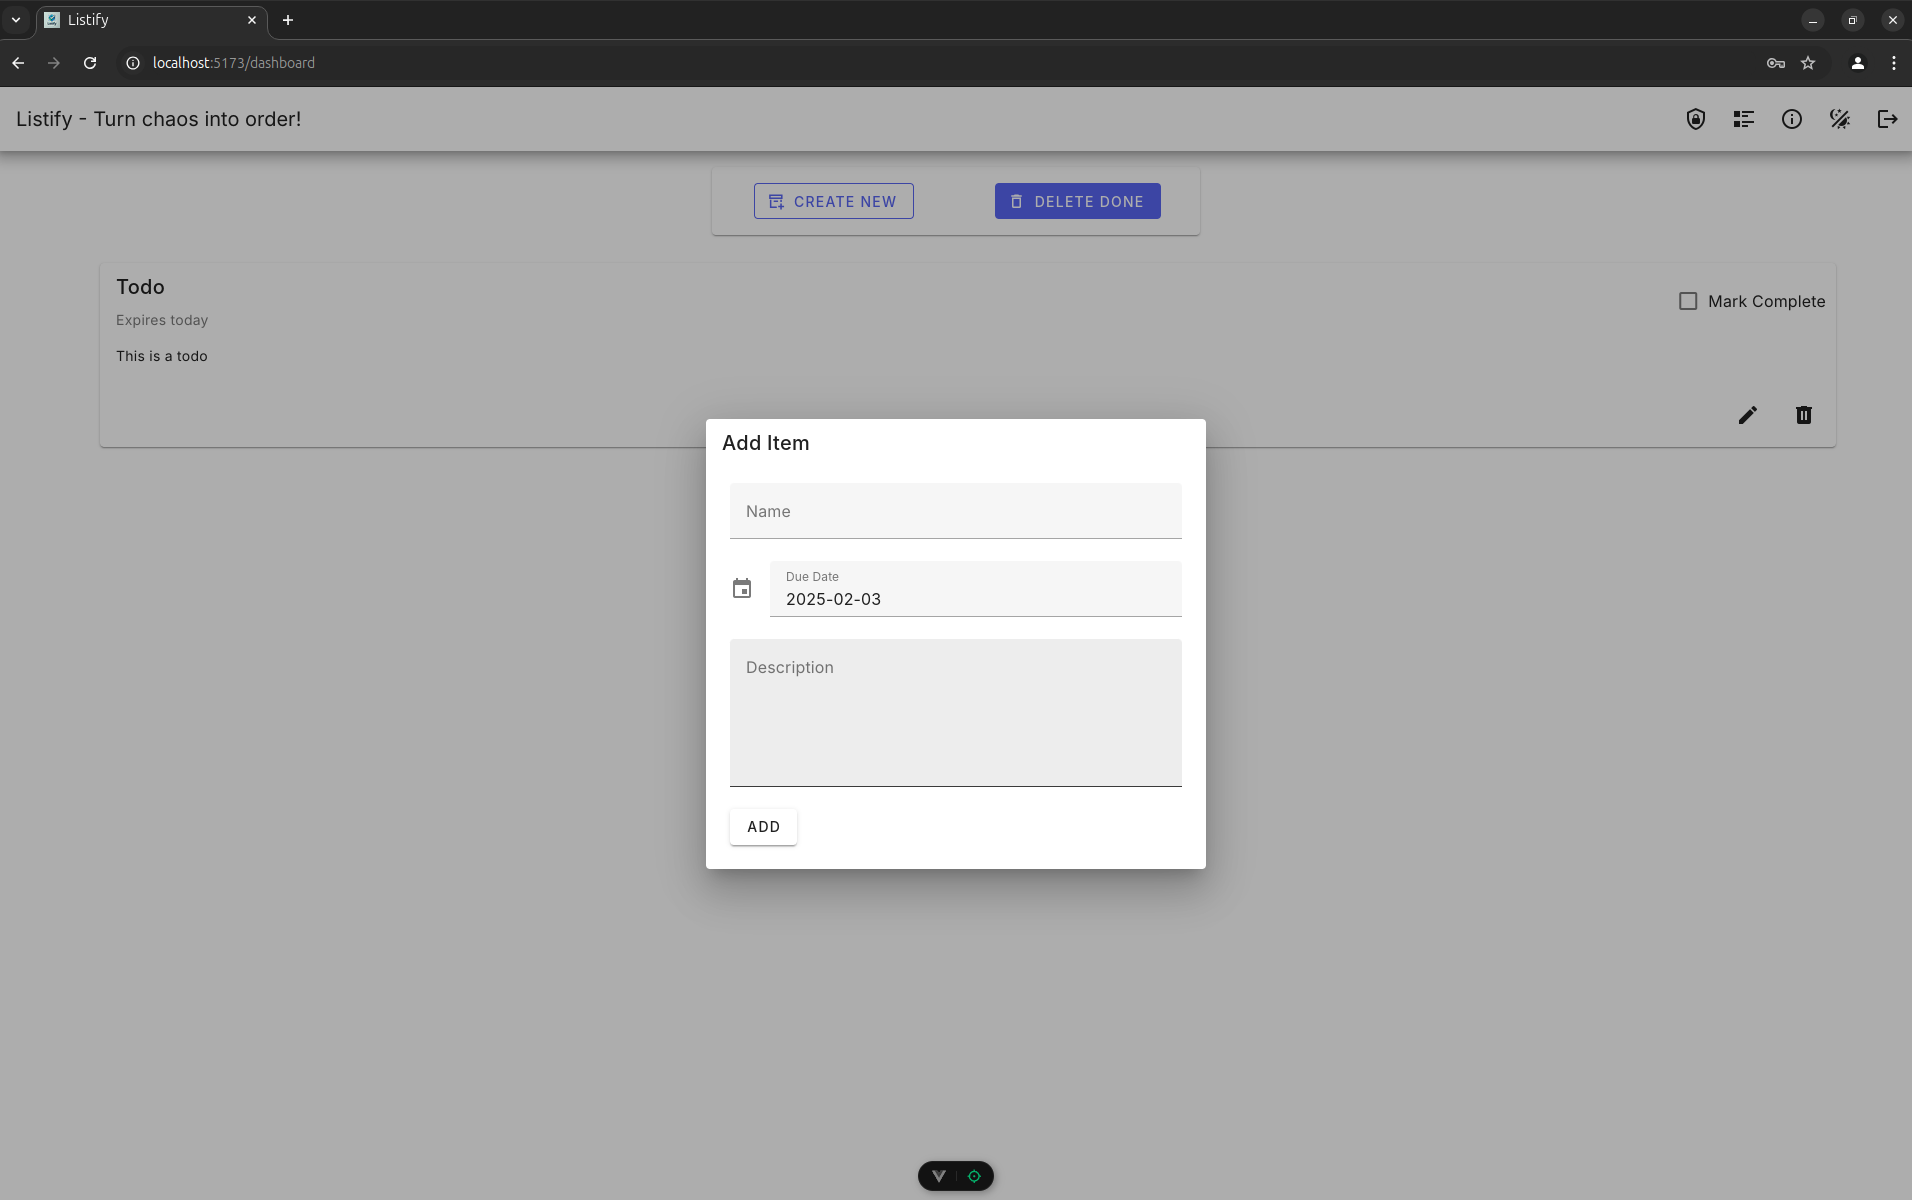 Listify
localhost:5173/dashboard
Listify - Turn chaos into order!
CREATE NEW
DELETE DONE
Todo
Mark Complete
Expires today
This is a todo
Add Item
Name
Due Date
2025-02-03
Description
ADD